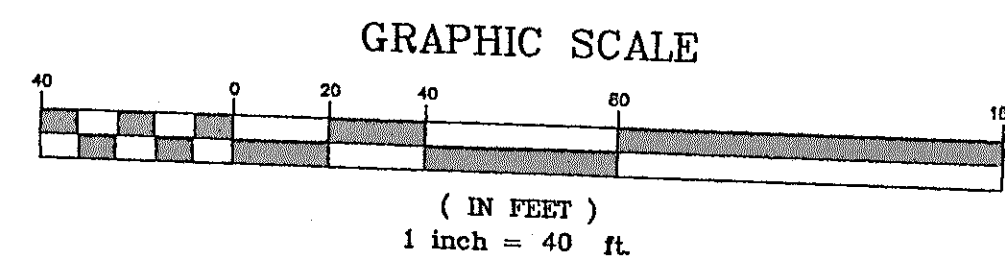 GRAPHIC SCALE
40 0 20 40 80
( IN FEET )
1 inch = 40 ft.